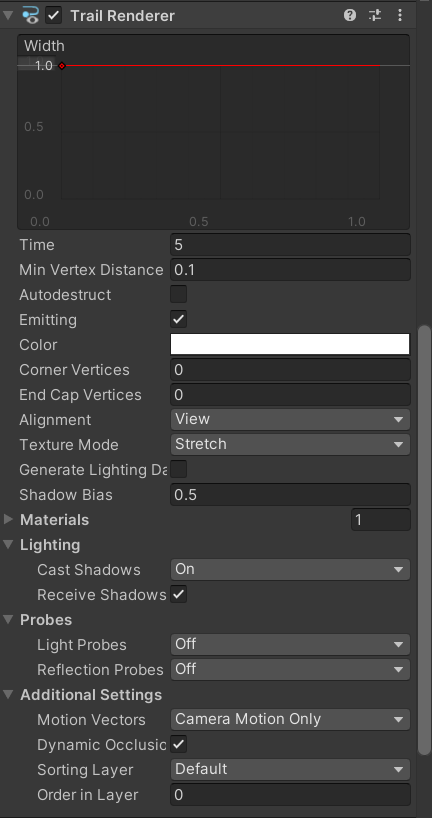 Trail Renderer
Width
1.0
0.5
0.0
0.0 0.5 1.0
Time 5
Min Vertex Distance 0.1
Autodestruct
Emitting
Color
Corner Vertices 0
End Cap Vertices 0
Alignment View
Texture Mode Stretch
Generate Lighting Da
Shadow Bias 0.5
Materials 1
Lighting
Cast Shadows On
Receive Shadows
Probes
Light Probes Off
Reflection Probes Off
Additional Settings
Motion Vectors Camera Motion Only
Dynamic Occlusio
Sorting Layer Default
Order in Layer 0